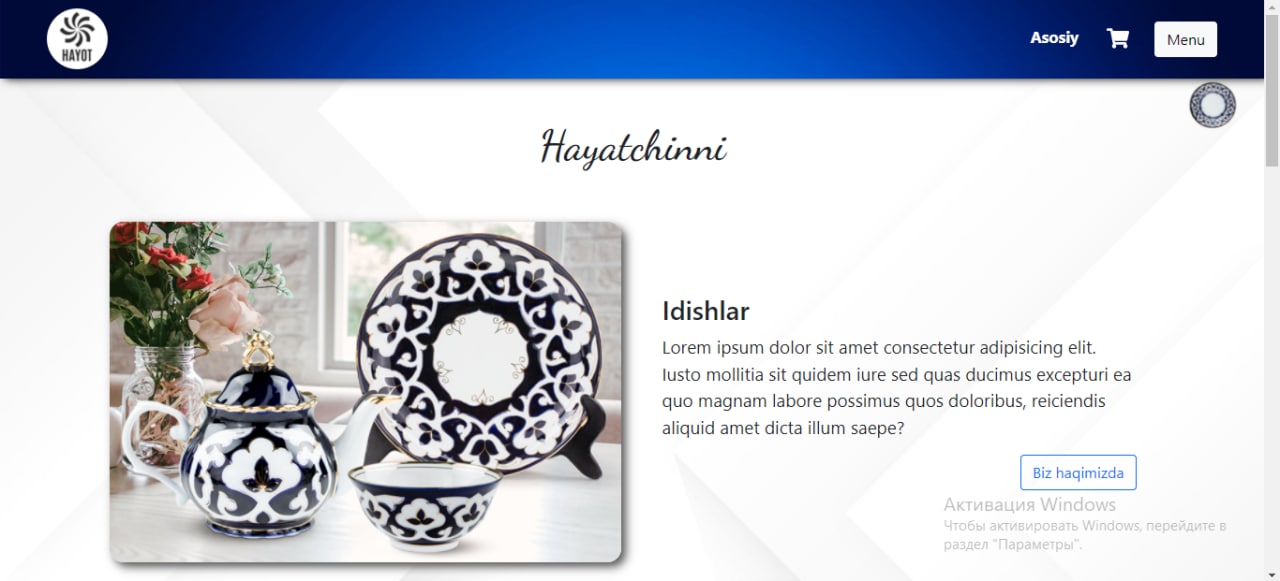 HAYOT
Asosiy
Menu
Hayatchinni
Idishlar
Lorem ipsum dolor sit amet consectetur adipisicing elit.
Iusto mollitia sit quidem iure sed quas ducimus excepturi ea
quo magnam labore possimus quos doloribus, reiciendis
aliquid amet dicta illum saepe?
Biz haqimizda
Активация Windows
Чтобы активировать Windows, перейдите в
раздел "Параметры".